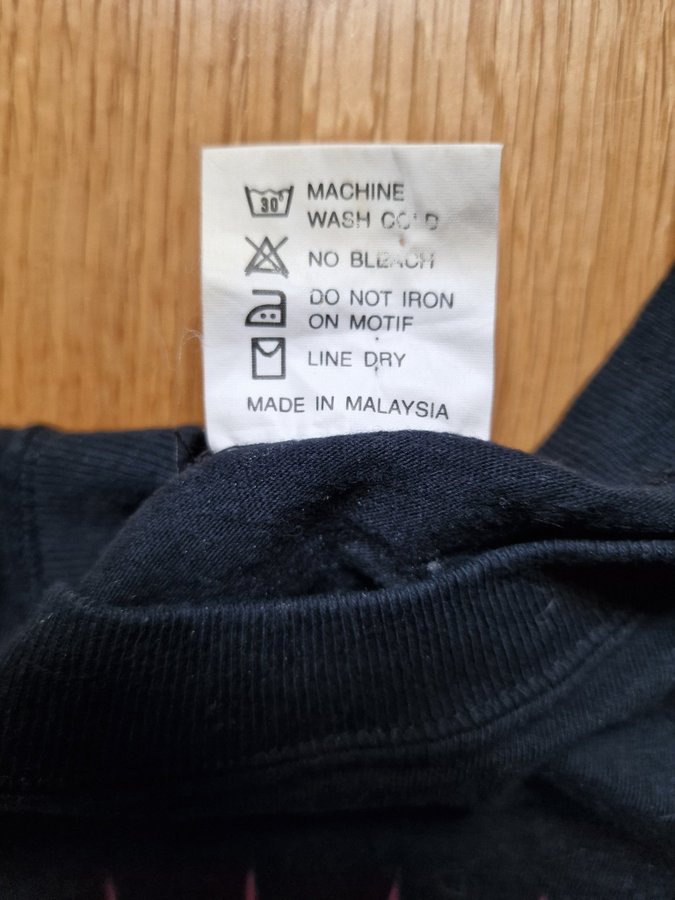 30°
MACHINE
WASH COLD
NO BLEACH
DO NOT IRON
ON MOTIF
LINE DRY
MADE IN MALAYSIA